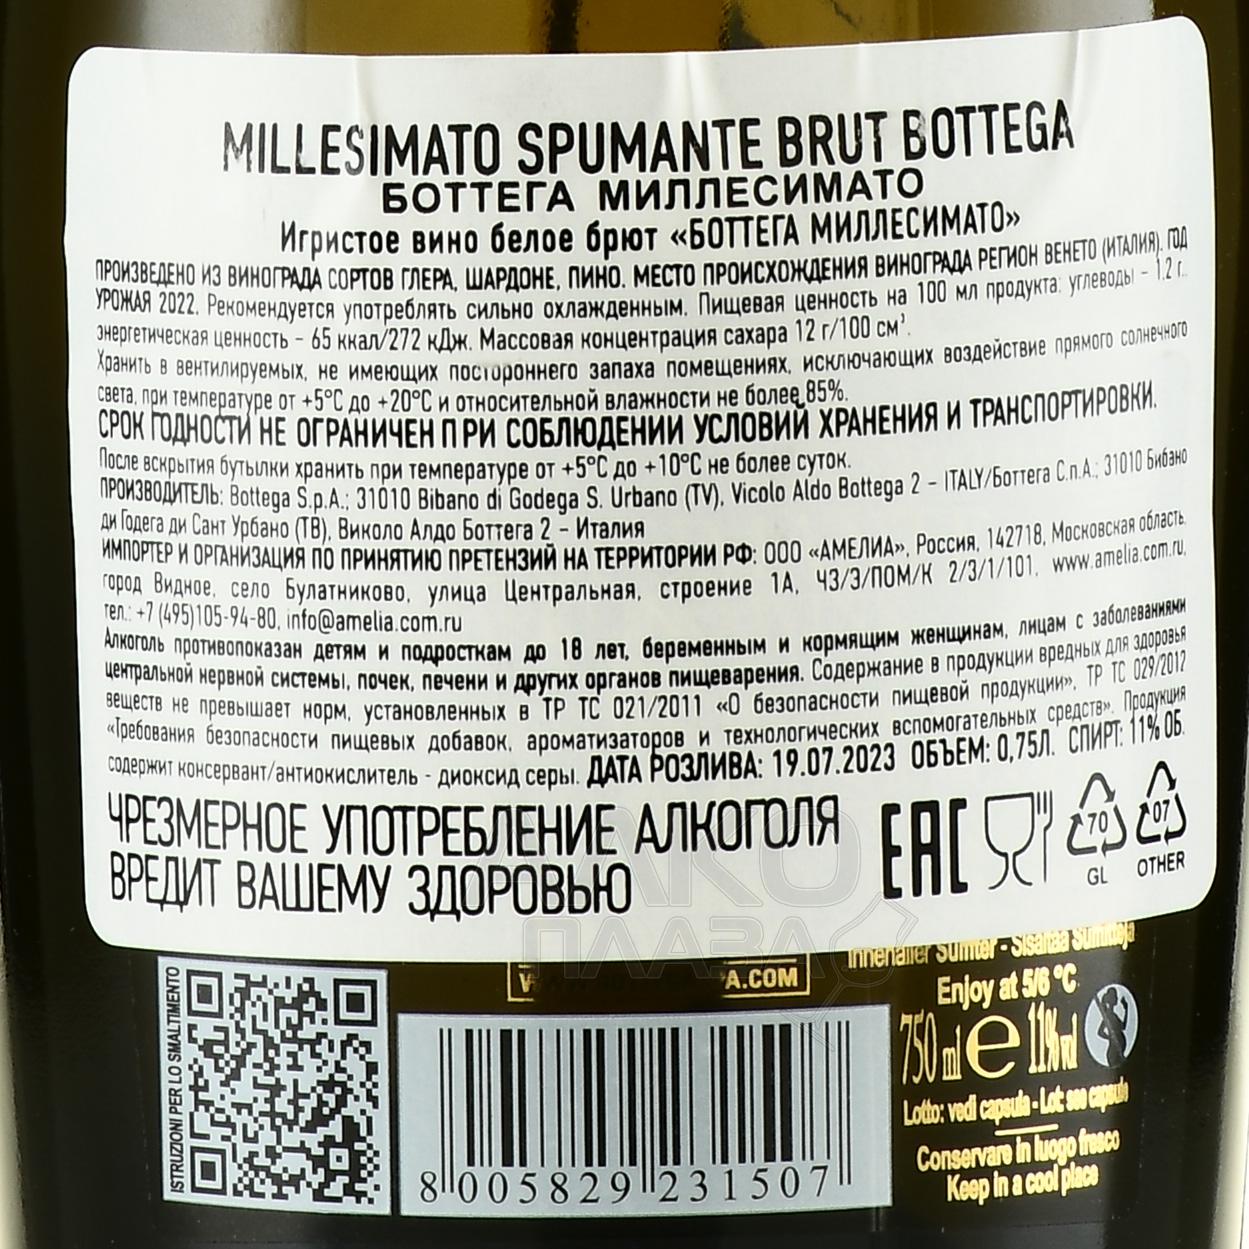 MILLESIMATO SPUMANTE BRUT BOTTEGA
БОТТЕГА МИЛЛЕСИМАТО
Игристое вино белое брют «БОТТЕГА МИЛЛЕСИМАТО»
ПРОИЗВЕДЕНО ИЗ ВИНОГРАДА СОРТОВ ГЛЕРА, ШАРДОНЕ, ПИНО. МЕСТО ПРОИСХОЖДЕНИЯ ВИНОГРАДА РЕГИОН ВЕНЕТО (ИТАЛИЯ). ГОД
УРОЖАЯ 2022. Рекомендуется употреблять сильно охлажденным. Пищевая ценность на 100 мл продукта: углеводы – 1,2 г.,
энергетическая ценность – 65 ккал/272 кДж. Массовая концентрация сахара 12 г/100 см³.
Хранить в вентилируемых, не имеющих постороннего запаха помещениях, исключающих воздействие прямого солнечного
света, при температуре от +5°С до +20°С и относительной влажности не более 85%.
СРОК ГОДНОСТИ НЕ ОГРАНИЧЕН ПРИ СОБЛЮДЕНИИ УСЛОВИЙ ХРАНЕНИЯ И ТРАНСПОРТИРОВКИ.
После вскрытия бутылки хранить при температуре от +5°С до +10°С не более суток.
ПРОИЗВОДИТЕЛЬ: Bottega S.p.A.; 31010 Bibano di Godega S. Urbano (TV), Vicolo Aldo Bottega 2 – ITALY/Боттега С.п.А.; 31010 Бибано
ди Годега ди Сант Урбано (ТВ), Виколо Алдо Боттега 2 – Италия
ИМПОРТЕР И ОРГАНИЗАЦИЯ ПО ПРИНЯТИЮ ПРЕТЕНЗИЙ НА ТЕРРИТОРИИ РФ: ООО «АМЕЛИА», Россия, 142718, Московская область,
город Видное, село Булатниково, улица Центральная, строение 1А, ЧЗ/Э/ПОМ/К 2/3/1/101, www.amelia.com.ru,
тел.: +7 (495)105-94-80, info@amelia.com.ru
Алкоголь противопоказан детям и подросткам до 18 лет, беременным и кормящим женщинам, лицам с заболеваниями
центральной нервной системы, почек, печени и других органов пищеварения. Содержание в продукции вредных для здоровья
веществ не превышает норм, установленных в ТР ТС 021/2011 «О безопасности пищевой продукции», ТР ТС 029/2012
«Требования безопасности пищевых добавок, ароматизаторов и технологических вспомогательных средств». Продукция
содержит консервант/антиокислитель - диоксид серы. ДАТА РОЗЛИВА: 19.07.2023 ОБЪЕМ: 0,75Л. СПИРТ: 11% ОБ.
ЧРЕЗМЕРНОЕ УПОТРЕБЛЕНИЕ АЛКОГОЛЯ
ВРЕДИТ ВАШЕМУ ЗДОРОВЬЮ
EAC
70
GL
07
OTHER
АЛКО
ПЛАЗА
Innehåller Sulfiter - Sisältää Sulfiitteja
PA.COM
Enjoy at 5/6 °C
750 ml e 11% vol
Lotto: vedi capsula - Lot: see capsule
Conservare in luogo fresco
Keep in a cool place
ISTRUZIONI PER LO SMALTIMENTO
8 005829 231507